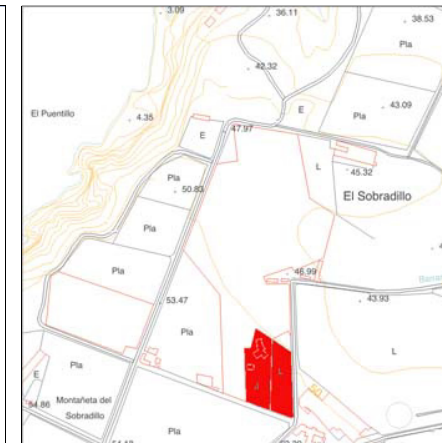 3.09
36.11
38.53
Pla
42.32
El Puentillo
4.35
E
Pla
43.09
E
47.97
Pla
L
45.32
50.83
El Sobradillo
Pla
46.99
Pla
53.47
43.93
Pla
L
L
E
Pla
54.86
Montañeta del
Sobradillo
Pla